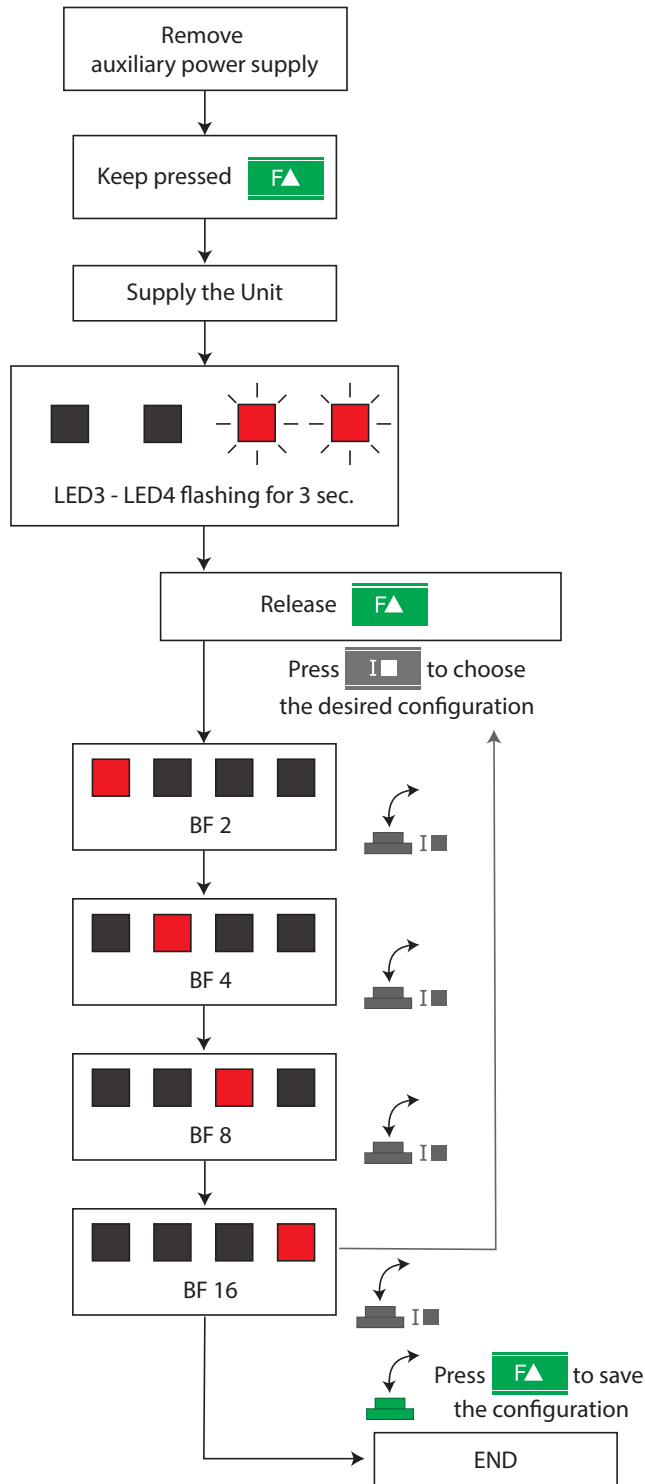 Remove
auxiliary power supply
Keep pressed F▲
Supply the Unit
LED3 - LED4 flashing for 3 sec.
Release F▲
Press I■ to choose
the desired configuration
BF 2
I■
BF 4
I■
BF 8
I■
BF 16
I■
Press F▲ to save
the configuration
END